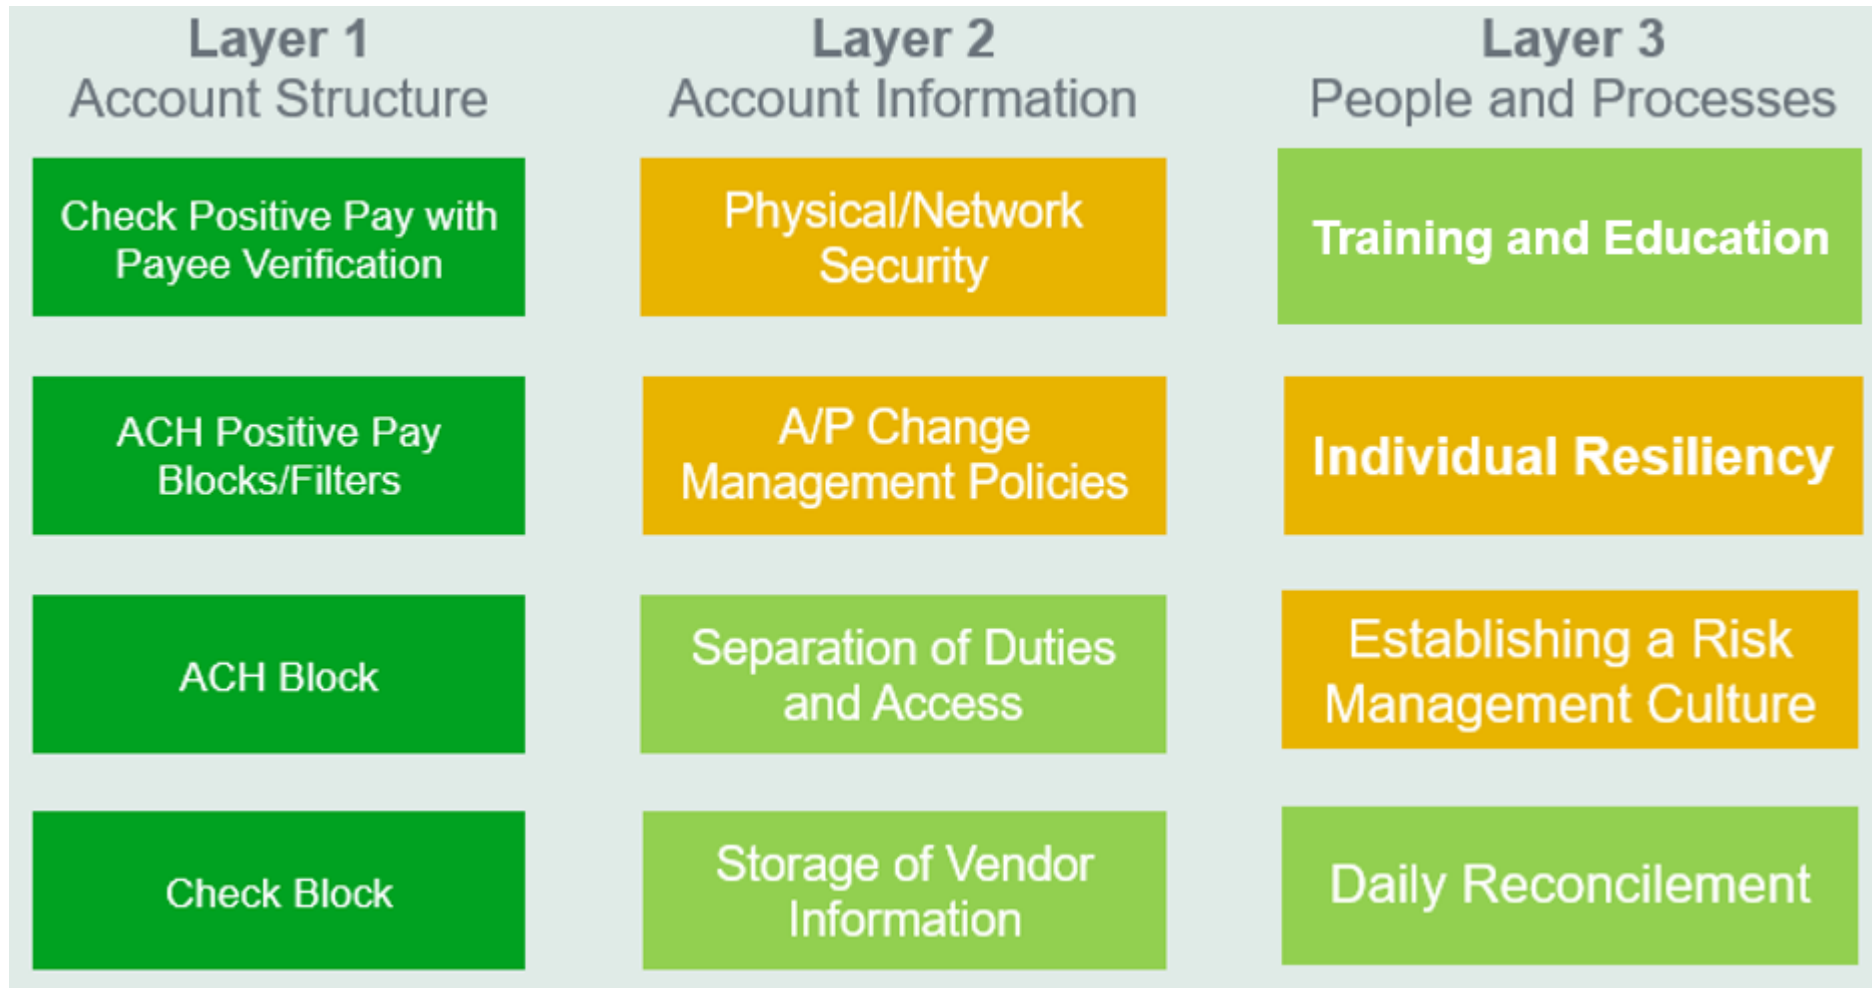 Layer 1
Account Structure
Check Positive Pay with
Payee Verification
ACH Positive Pay
Blocks/Filters
ACH Block
Check Block
Layer 2
Account Information
Physical/Network
Security
A/P Change
Management Policies
Separation of Duties
and Access
Storage of Vendor
Information
Layer 3
People and Processes
Training and Education
Individual Resiliency
Establishing a Risk
Management Culture
Daily Reconcilement